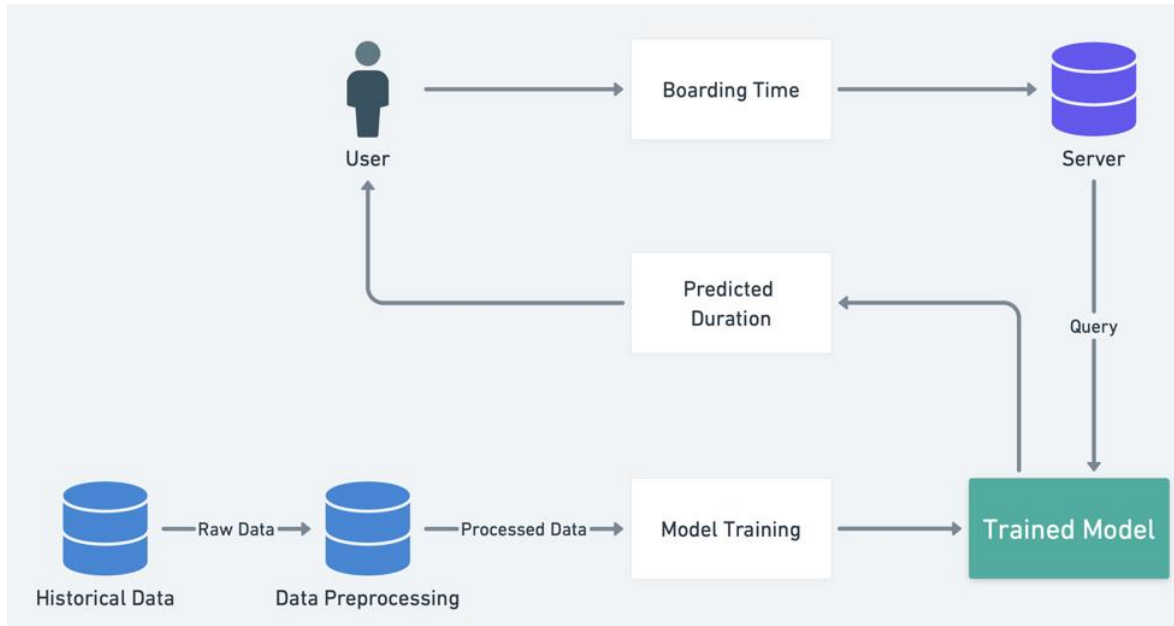 Boarding Time
User
Server
Predicted
Duration
Query
Raw Data
Processed Data
Model Training
Trained Model
Historical Data
Data Preprocessing